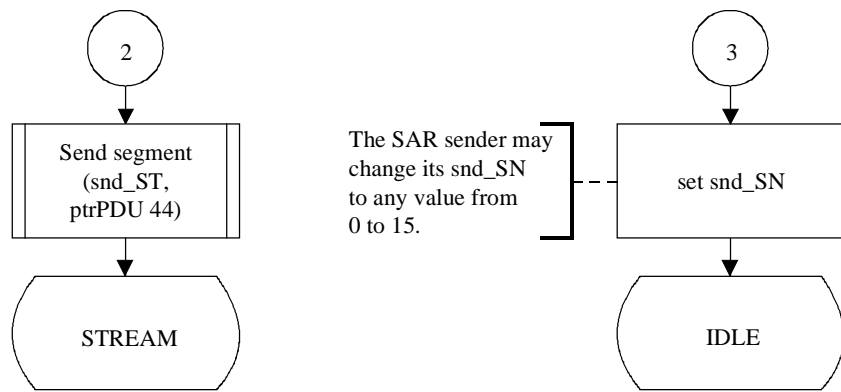 2
Send segment
(snd_ST,
ptrPDU 44)
STREAM
The SAR sender may
change its snd_SN
to any value from
0 to 15.
3
set snd_SN
IDLE